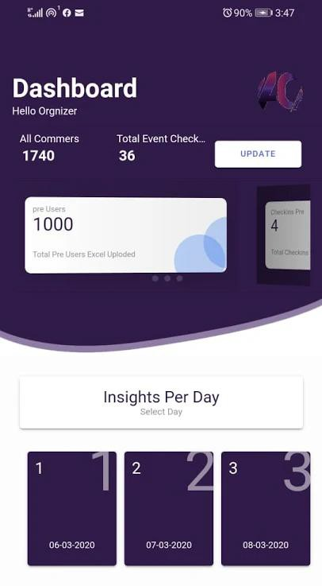 90% 3:47
Dashboard
Hello Orgnizer
AC
All Commers Total Event Check...
1740 36 UPDATE
pre Users
1000
Total Pre Users Excel Uploded
Checkins Pre
4
Total Checkins
Insights Per Day
Select Day
1 1 2 2 3 3
06-03-2020 07-03-2020 08-03-2020